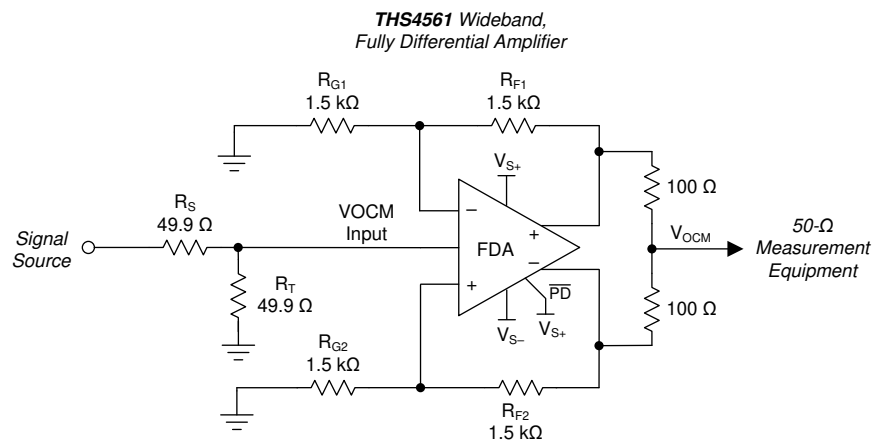 THS4561 Wideband,
Fully Differential Amplifier
RG1
1.5 kΩ
RF1
1.5 kΩ
VS+
RS
49.9 Ω
VOCM
Input
Signal
Source
RT
49.9 Ω
−
+
FDA
−
+
PD
VS−
VS+
100 Ω
VOCM
50-Ω
Measurement
Equipment
100 Ω
RG2
1.5 kΩ
RF2
1.5 kΩ